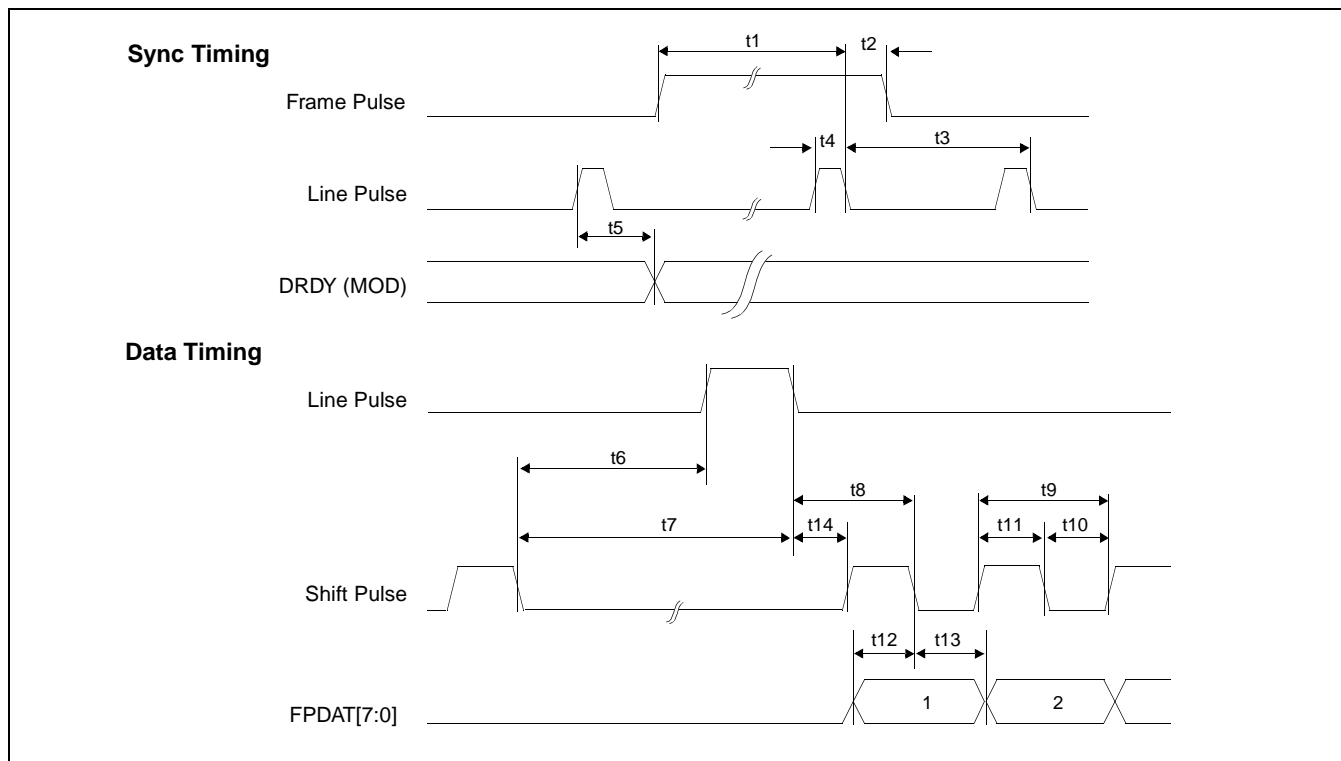 Sync Timing
t1
t2
Frame Pulse
t4
t3
Line Pulse
t5
DRDY (MOD)
Data Timing
Line Pulse
t6
t8
t9
t7
t14
t11
t10
Shift Pulse
t12
t13
FPDAT[7:0]
1
2